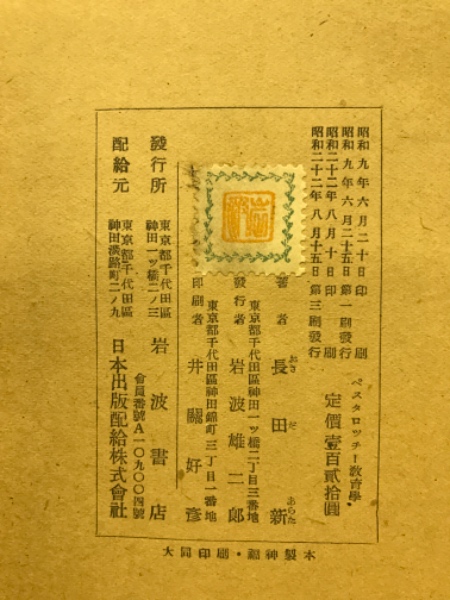 昭和九年六月二十日印刷
昭和九年六月二十五日第一刷發行
昭和二十二年八月十日印刷
昭和二十二年八月十五日第三刷發行
ペスタロッチー教育學・
定價壹百貳拾圓
著者 長田新
おさ だ あらた
東京都千代田區神田一ッ橋二丁目三番地
發行者 岩波雄二郎
東京都千代田區神田錦町三丁目一番地
印刷者 井關好彥
發行所 東京都千代田區神田一ッ橋二ノ三 岩波書店
會員番號A一〇九〇〇四號
配給元 東京都千代田區神田淡路町二ノ九 日本出版配給株式會社
大同印刷・福神製本